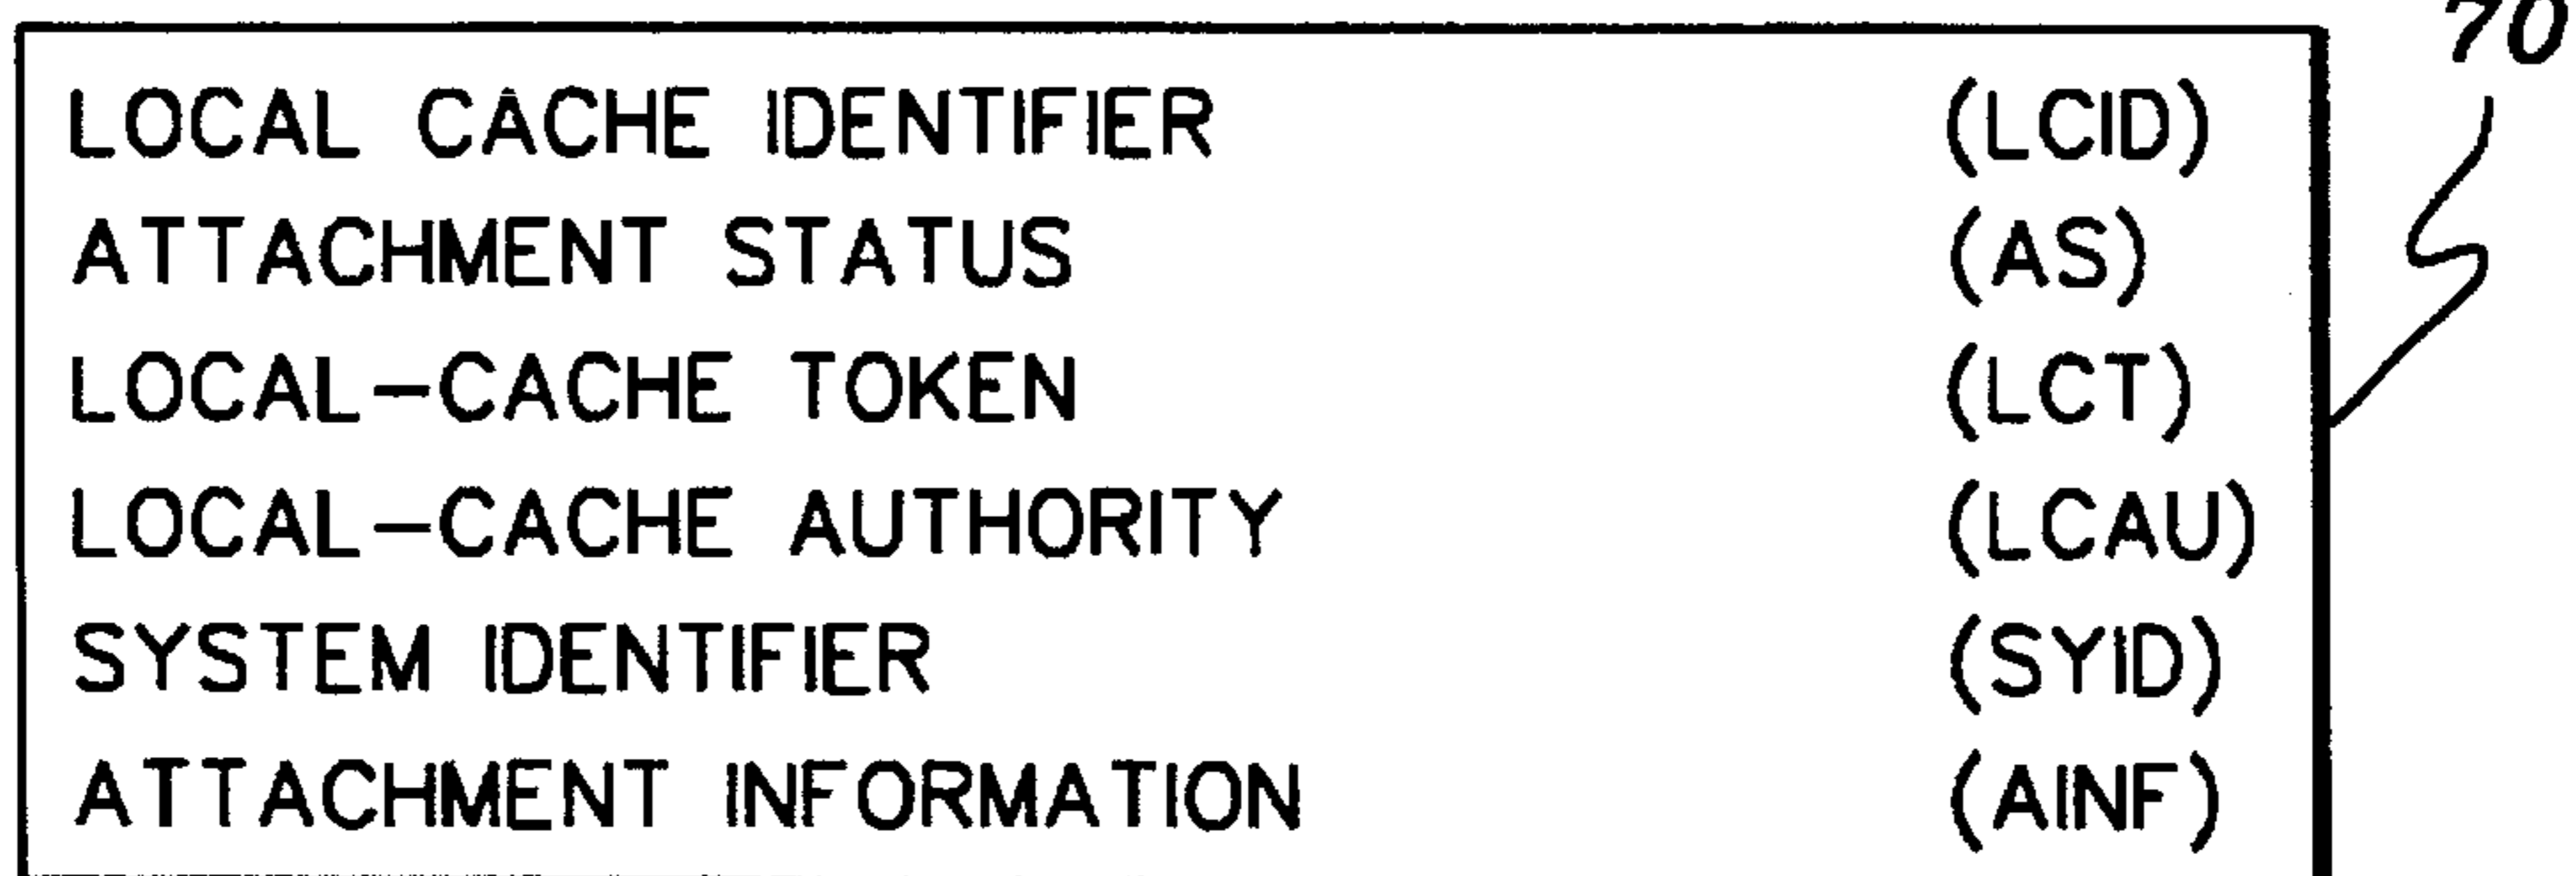 70
LOCAL CACHE IDENTIFIER (LCID)
ATTACHMENT STATUS (AS)
LOCAL-CACHE TOKEN (LCT)
LOCAL-CACHE AUTHORITY (LCAU)
SYSTEM IDENTIFIER (SYID)
ATTACHMENT INFORMATION (AINF)